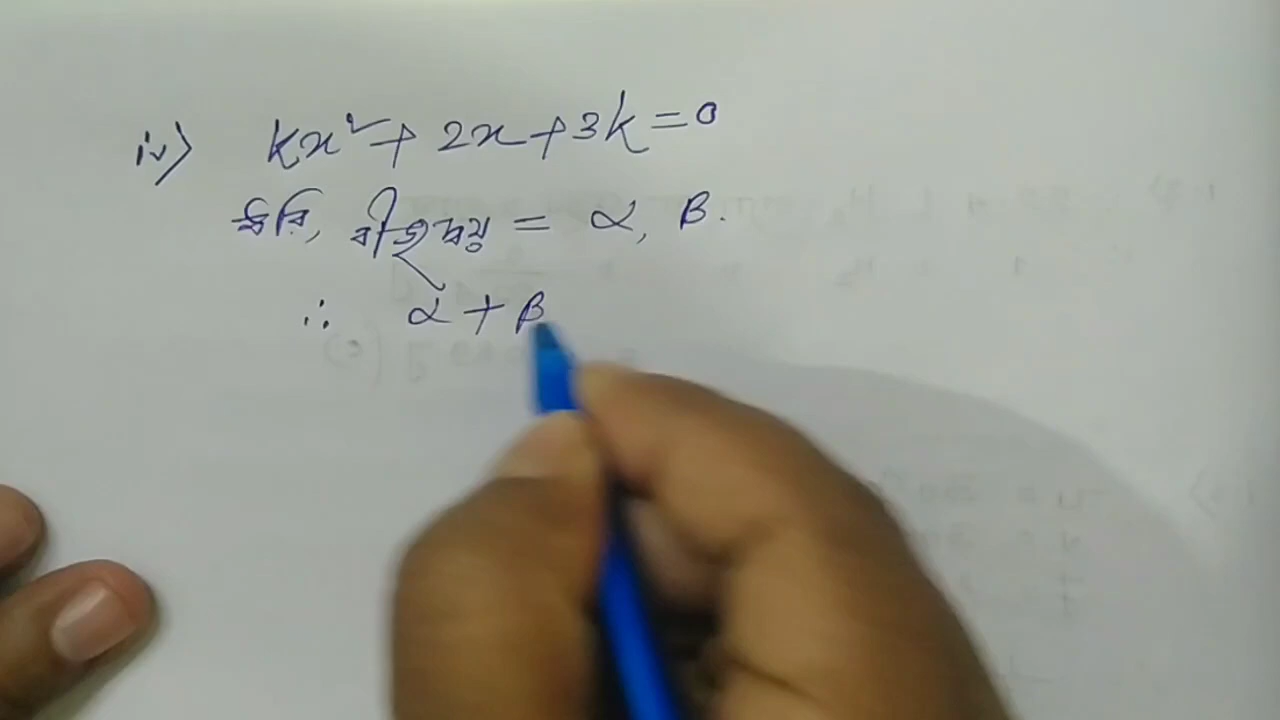 iv) kx² + 2x + 3k = 0
ধরি, বীজদ্বয় = α, β.
∴ α + β